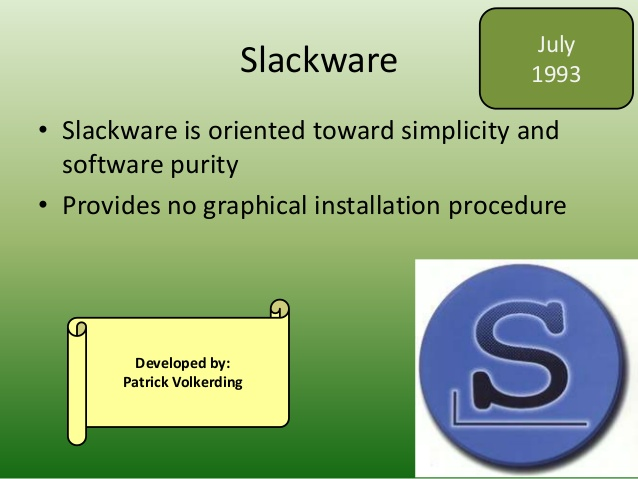 Slackware
July
1993
• Slackware is oriented toward simplicity and
software purity
• Provides no graphical installation procedure
Developed by:
Patrick Volkerding
S